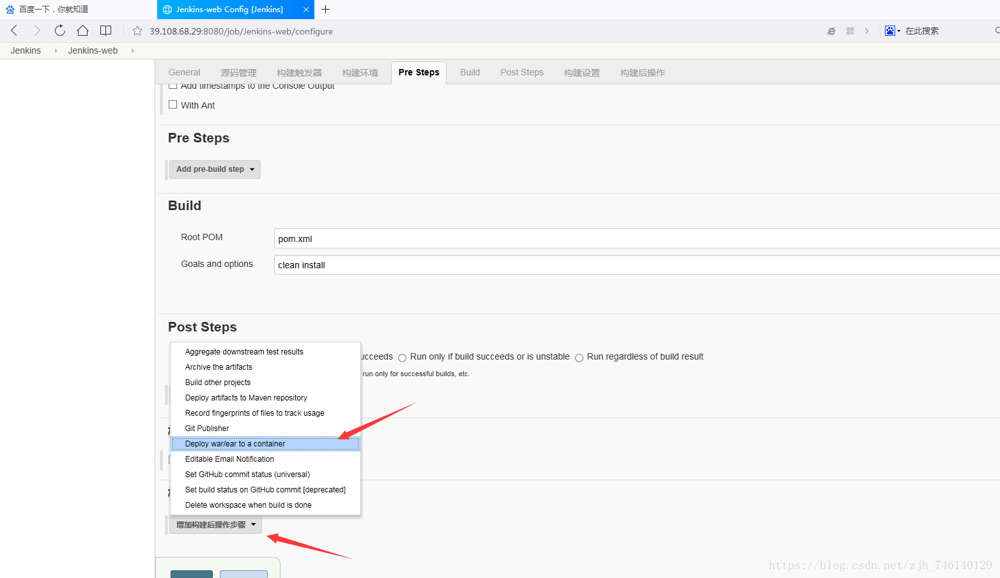 百度一下，你就知道
Jenkins-web Config [Jenkins]
39.108.68.29:8080/job/Jenkins-web/configure
在此搜索
Jenkins
Jenkins-web
General
源码管理
构建触发器
构建环境
Pre Steps
Build
Post Steps
构建设置
构建后操作
Add timestamps to the Console Output
With Ant
Pre Steps
Add pre-build step
Build
Root POM
pom.xml
Goals and options
clean install
Post Steps
Run only if build succeeds or is unstable
Run regardless of build result
run only for successful builds, etc.
Aggregate downstream test results
Archive the artifacts
Build other projects
Deploy artifacts to Maven repository
Record fingerprints of files to track usage
Git Publisher
Deploy war/ear to a container
Editable Email Notification
Set GitHub commit status (universal)
Set build status on GitHub commit [deprecated]
Delete workspace when build is done
增加构建后操作步骤
https://blog.csdn.net/zjh_746140129